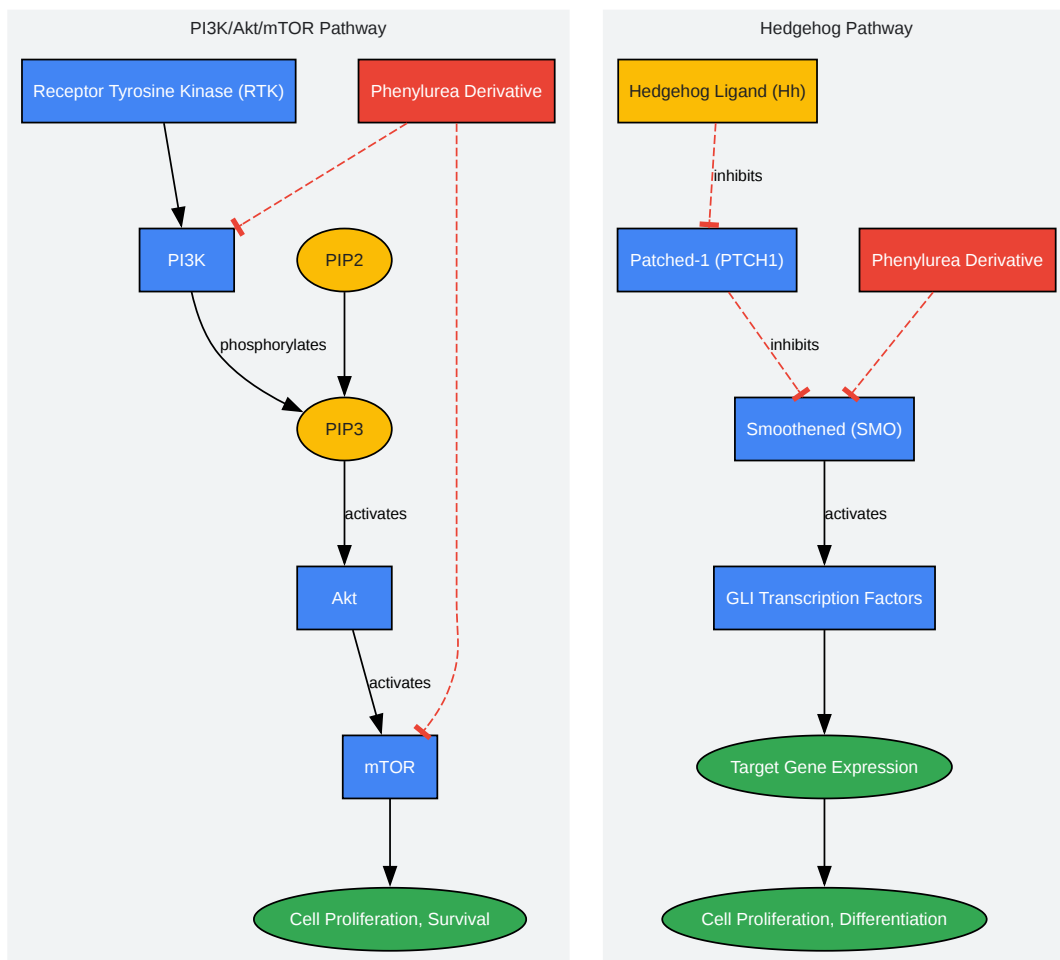 PI3K/Akt/mTOR Pathway
Receptor Tyrosine Kinase (RTK)
Phenylurea Derivative
PI3K
PIP2
phosphorylates
PIP3
activates
Akt
activates
mTOR
Cell Proliferation, Survival
Hedgehog Pathway
Hedgehog Ligand (Hh)
inhibits
Patched-1 (PTCH1)
Phenylurea Derivative
inhibits
Smoothened (SMO)
activates
GLI Transcription Factors
Target Gene Expression
Cell Proliferation, Differentiation